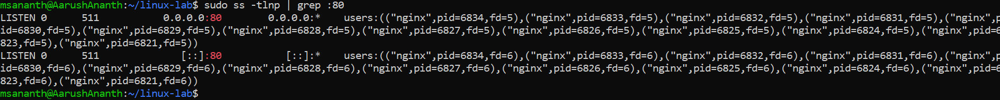 msananth@AarushAnanth:~/linux-lab$ sudo ss -tlnp | grep :80
LISTEN 0      511          0.0.0.0:80        0.0.0.0:*    users:(("nginx",pid=6834,fd=5),("nginx",pid=6833,fd=5),("nginx",pid=6832,fd=5),("nginx",pid=6831,fd=5),("nginx",p
id=6830,fd=5),("nginx",pid=6829,fd=5),("nginx",pid=6828,fd=5),("nginx",pid=6827,fd=5),("nginx",pid=6826,fd=5),("nginx",pid=6825,fd=5),("nginx",pid=6824,fd=5),("nginx",pid=6
823,fd=5),("nginx",pid=6821,fd=5))
LISTEN 0      511             [::]:80           [::]:*    users:(("nginx",pid=6834,fd=6),("nginx",pid=6833,fd=6),("nginx",pid=6832,fd=6),("nginx",pid=6831,fd=6),("nginx",p
id=6830,fd=6),("nginx",pid=6829,fd=6),("nginx",pid=6828,fd=6),("nginx",pid=6827,fd=6),("nginx",pid=6826,fd=6),("nginx",pid=6825,fd=6),("nginx",pid=6824,fd=6),("nginx",pid=6
823,fd=6),("nginx",pid=6821,fd=6))
msananth@AarushAnanth:~/linux-lab$